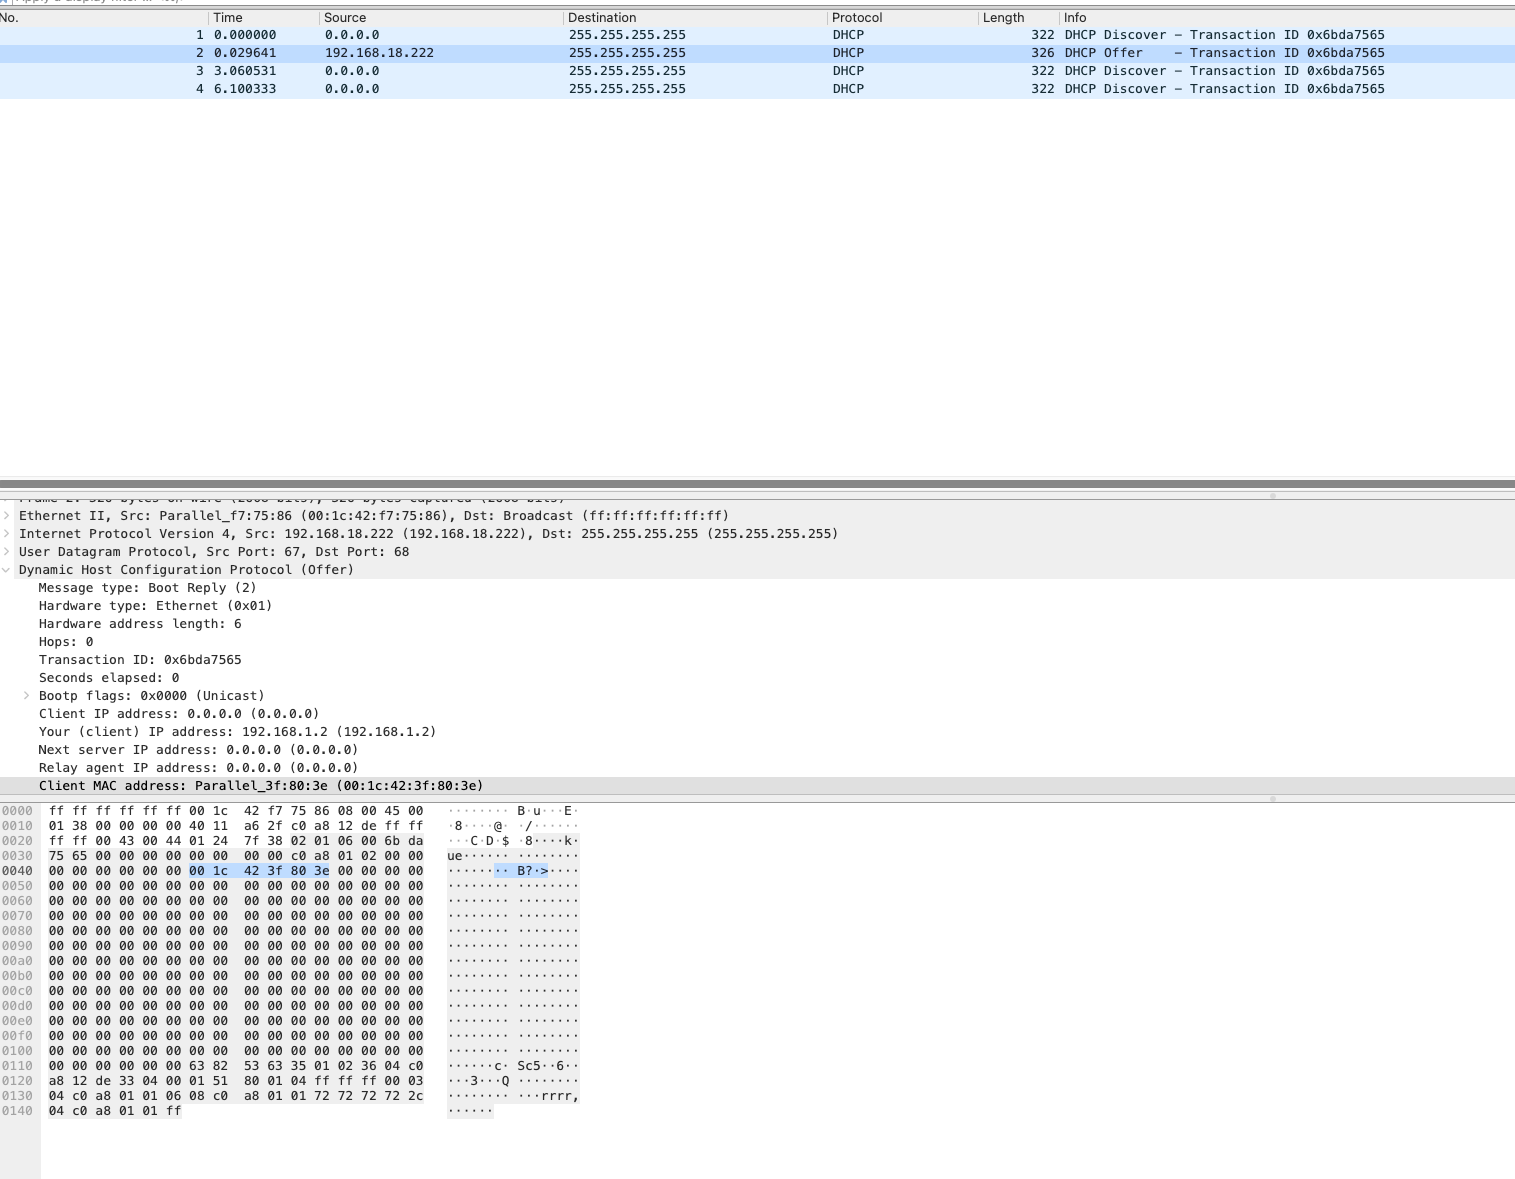 No. Time Source Destination Protocol Length Info
1 0.000000 0.0.0.0 255.255.255.255 DHCP 322 DHCP Discover – Transaction ID 0x6bda7565
2 0.029641 192.168.18.222 255.255.255.255 DHCP 326 DHCP Offer – Transaction ID 0x6bda7565
3 3.060531 0.0.0.0 255.255.255.255 DHCP 322 DHCP Discover – Transaction ID 0x6bda7565
4 6.100333 0.0.0.0 255.255.255.255 DHCP 322 DHCP Discover – Transaction ID 0x6bda7565
Ethernet II, Src: Parallel_f7:75:86 (00:1c:42:f7:75:86), Dst: Broadcast (ff:ff:ff:ff:ff:ff)
Internet Protocol Version 4, Src: 192.168.18.222 (192.168.18.222), Dst: 255.255.255.255 (255.255.255.255)
User Datagram Protocol, Src Port: 67, Dst Port: 68
Dynamic Host Configuration Protocol (Offer)
Message type: Boot Reply (2)
Hardware type: Ethernet (0x01)
Hardware address length: 6
Hops: 0
Transaction ID: 0x6bda7565
Seconds elapsed: 0
Bootp flags: 0x0000 (Unicast)
Client IP address: 0.0.0.0 (0.0.0.0)
Your (client) IP address: 192.168.1.2 (192.168.1.2)
Next server IP address: 0.0.0.0 (0.0.0.0)
Relay agent IP address: 0.0.0.0 (0.0.0.0)
Client MAC address: Parallel_3f:80:3e (00:1c:42:3f:80:3e)
0000 ff ff ff ff ff ff 00 1c 42 f7 75 86 08 00 45 00 ········ B·u···E·
0010 01 38 00 00 00 00 40 11 a6 2f c0 a8 12 de ff ff ·8····@· ·/······
0020 ff ff 00 43 00 44 01 24 7f 38 02 01 06 00 6b da ···C·D·$ ·8····k·
0030 75 65 00 00 00 00 00 00 00 00 c0 a8 01 02 00 00 ue······ ········
0040 00 00 00 00 00 00 00 1c 42 3f 80 3e 00 00 00 00 ········ B?·>····
0050 00 00 00 00 00 00 00 00 00 00 00 00 00 00 00 00 ········ ········
0060 00 00 00 00 00 00 00 00 00 00 00 00 00 00 00 00 ········ ········
0070 00 00 00 00 00 00 00 00 00 00 00 00 00 00 00 00 ········ ········
0080 00 00 00 00 00 00 00 00 00 00 00 00 00 00 00 00 ········ ········
0090 00 00 00 00 00 00 00 00 00 00 00 00 00 00 00 00 ········ ········
00a0 00 00 00 00 00 00 00 00 00 00 00 00 00 00 00 00 ········ ········
00b0 00 00 00 00 00 00 00 00 00 00 00 00 00 00 00 00 ········ ········
00c0 00 00 00 00 00 00 00 00 00 00 00 00 00 00 00 00 ········ ········
00d0 00 00 00 00 00 00 00 00 00 00 00 00 00 00 00 00 ········ ········
00e0 00 00 00 00 00 00 00 00 00 00 00 00 00 00 00 00 ········ ········
00f0 00 00 00 00 00 00 00 00 00 00 00 00 00 00 00 00 ········ ········
0100 00 00 00 00 00 00 00 00 00 00 00 00 00 00 00 00 ········ ········
0110 00 00 00 00 00 00 63 82 53 63 35 01 02 36 04 c0 ······c· Sc5··6··
0120 a8 12 de 33 04 00 01 51 80 01 04 ff ff ff 00 03 ···3···Q ········
0130 04 c0 a8 01 01 06 08 c0 a8 01 01 72 72 72 72 2c ········ ···rrrr,
0140 04 c0 a8 01 01 ff ······